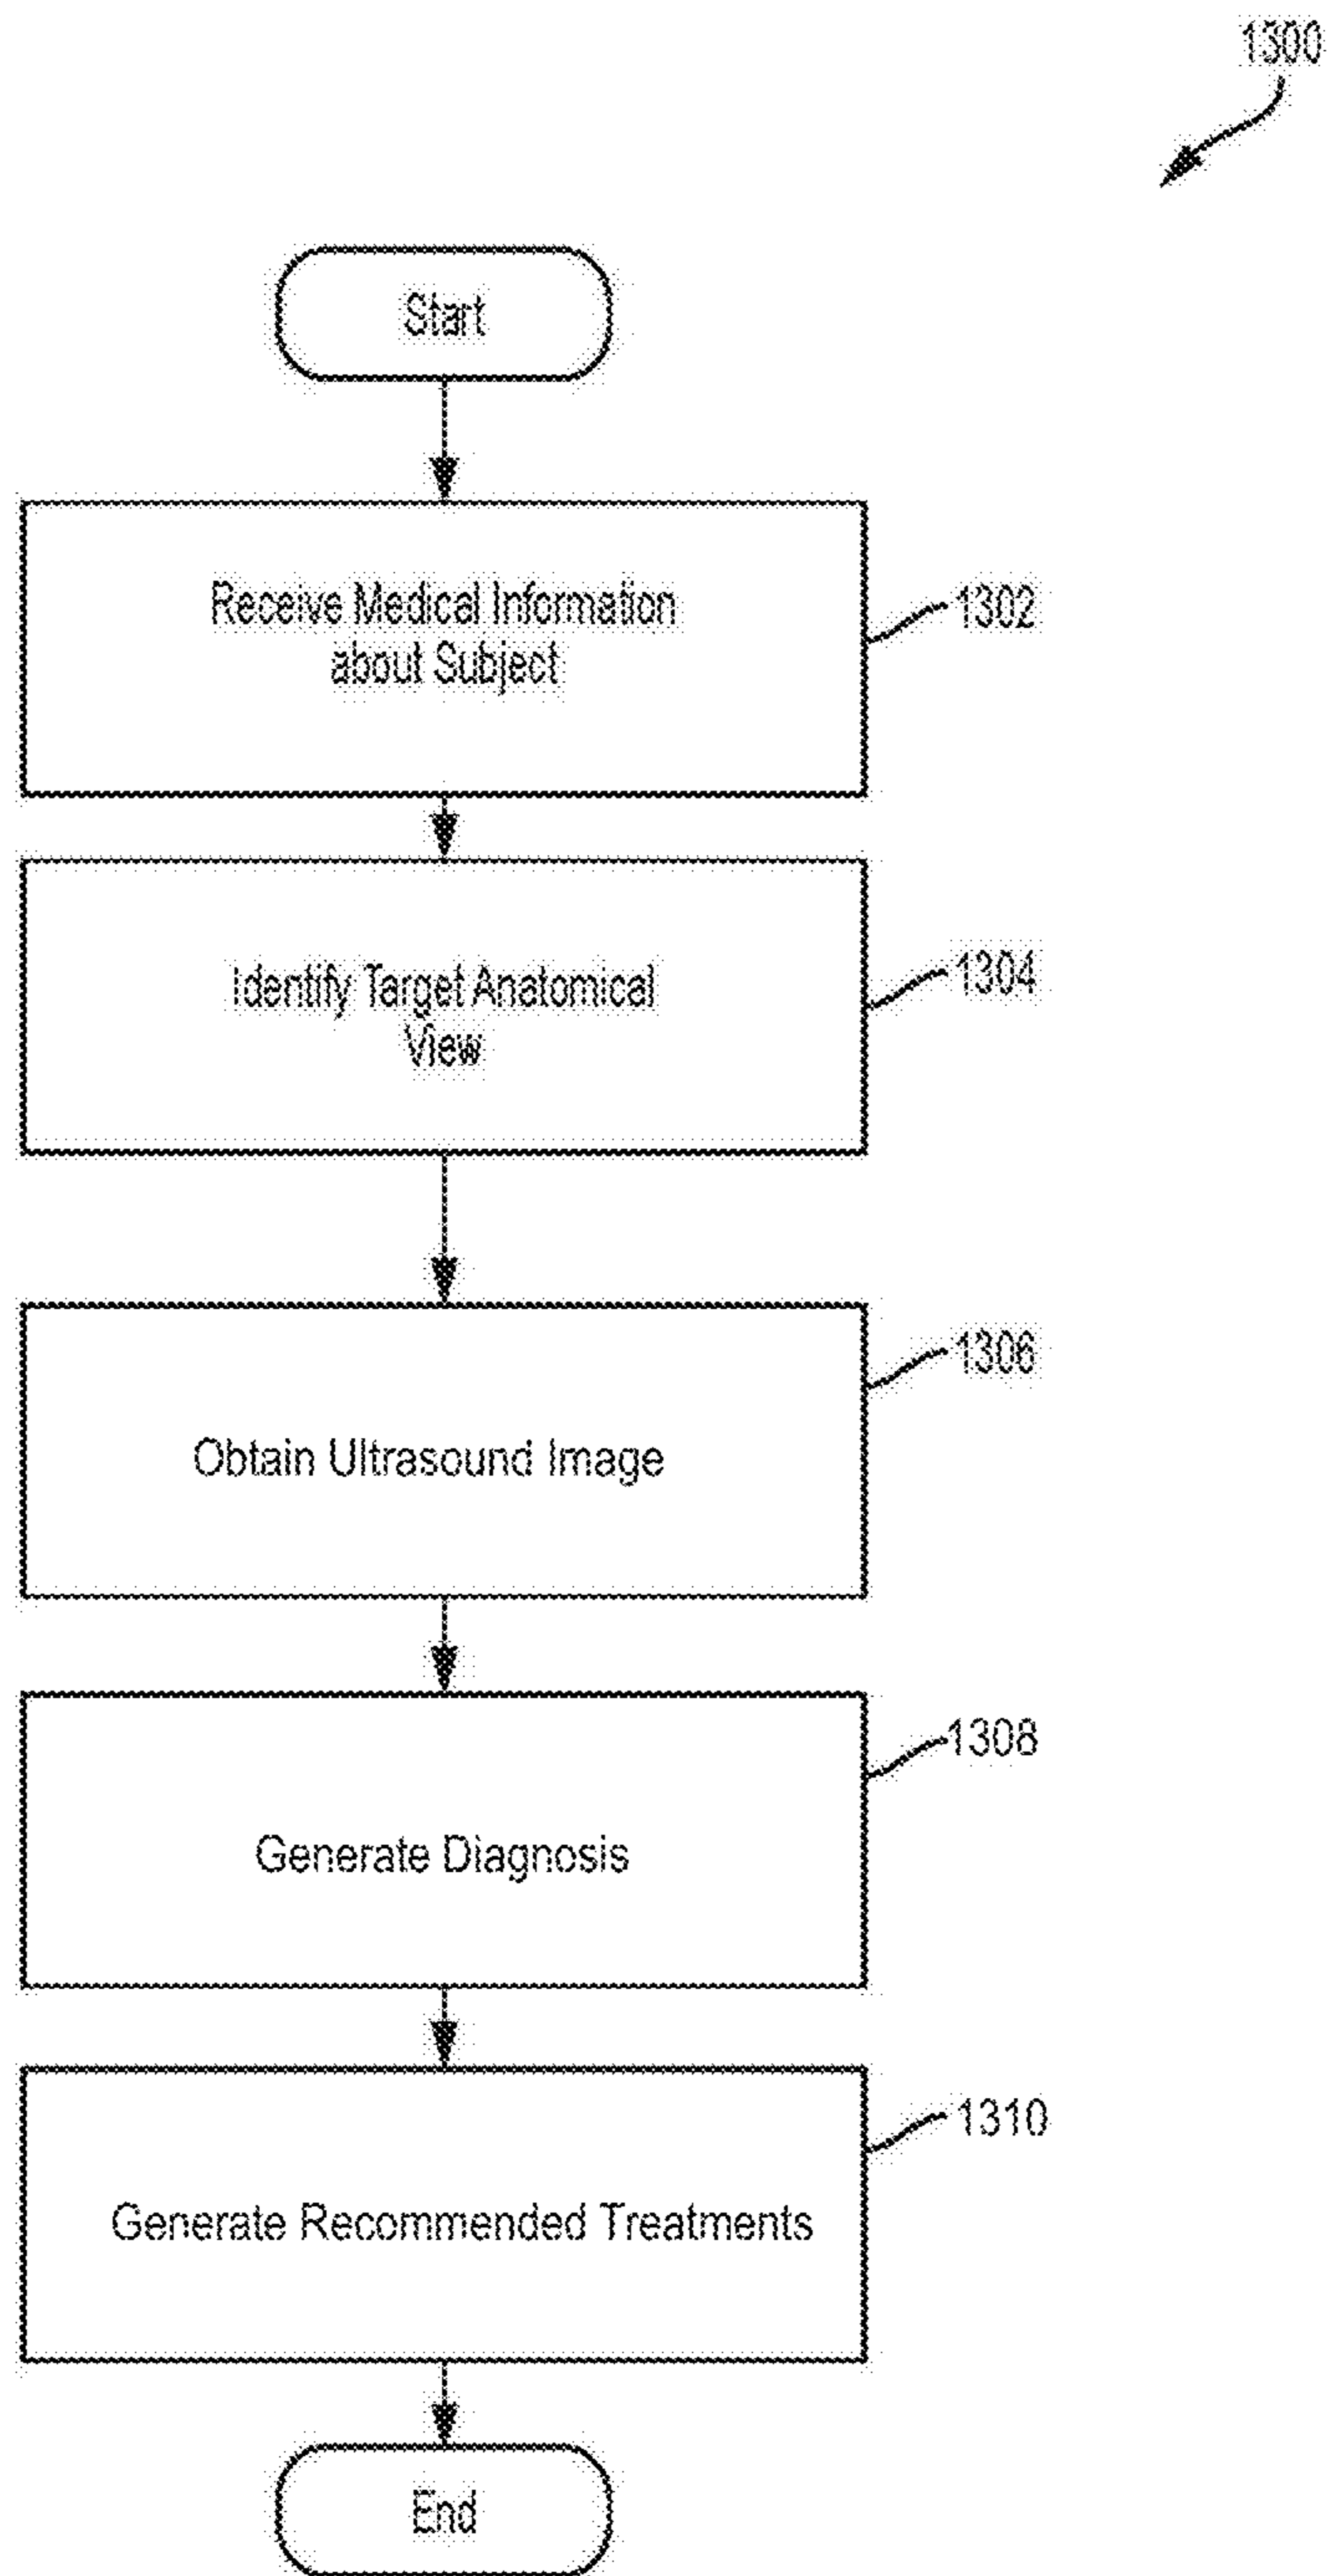 1300
Start
Receive Medical Information
about Subject
1302
Identify Target Anatomical
View
1304
Obtain Ultrasound Image
1306
Generate Diagnosis
1308
Generate Recommended Treatments
1310
End